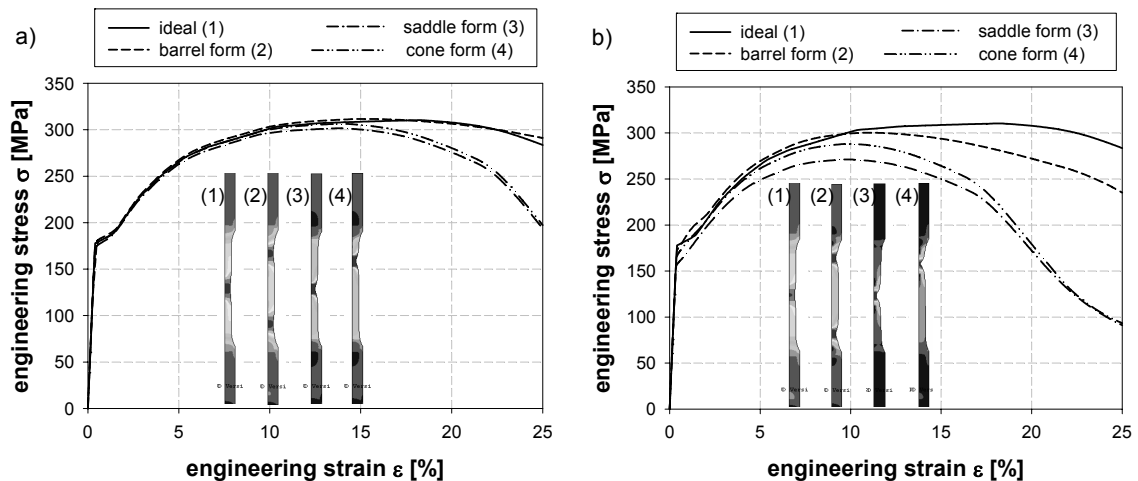 a)
ideal (1)
saddle form (3)
barrel form (2)
cone form (4)
350
300
250
200
150
100
50
0
engineering stress σ [MPa]
(1) (2) (3) (4)
0 5 10 15 20 25
engineering strain ε [%]
b)
ideal (1)
saddle form (3)
barrel form (2)
cone form (4)
350
300
250
200
150
100
50
0
engineering stress σ [MPa]
(1) (2) (3) (4)
0 5 10 15 20 25
engineering strain ε [%]